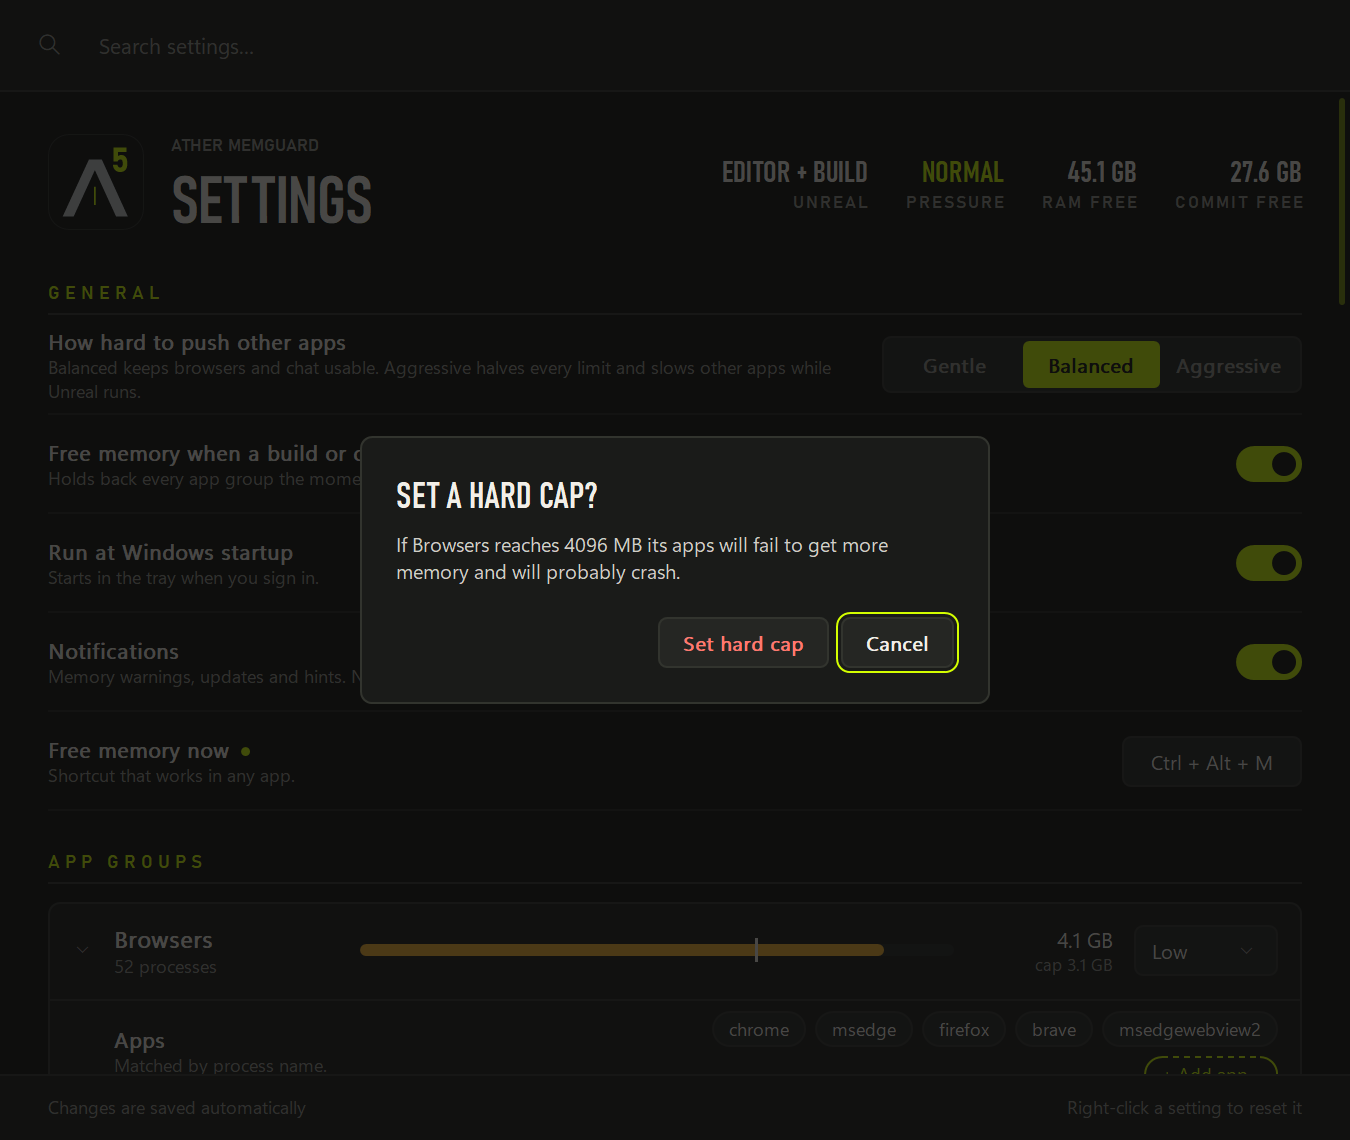 Search settings...
5
ATHER MEMGUARD
SETTINGS
EDITOR + BUILD
UNREAL
NORMAL
PRESSURE
45.1 GB
RAM FREE
27.6 GB
COMMIT FREE
GENERAL
How hard to push other apps
Balanced keeps browsers and chat usable. Aggressive halves every limit and slows other apps while
Unreal runs.
Gentle
Balanced
Aggressive
Free memory when a build or
Holds back every app group the mome
Run at Windows startup
Starts in the tray when you sign in.
Notifications
Memory warnings, updates and hints.
Free memory now
Shortcut that works in any app.
Ctrl + Alt + M
SET A HARD CAP?
If Browsers reaches 4096 MB its apps will fail to get more
memory and will probably crash.
Set hard cap
Cancel
APP GROUPS
Browsers
52 processes
4.1 GB
cap 3.1 GB
Low
Apps
Matched by process name.
chrome
msedge
firefox
brave
msedgewebview2
+ Add app
Changes are saved automatically
Right-click a setting to reset it